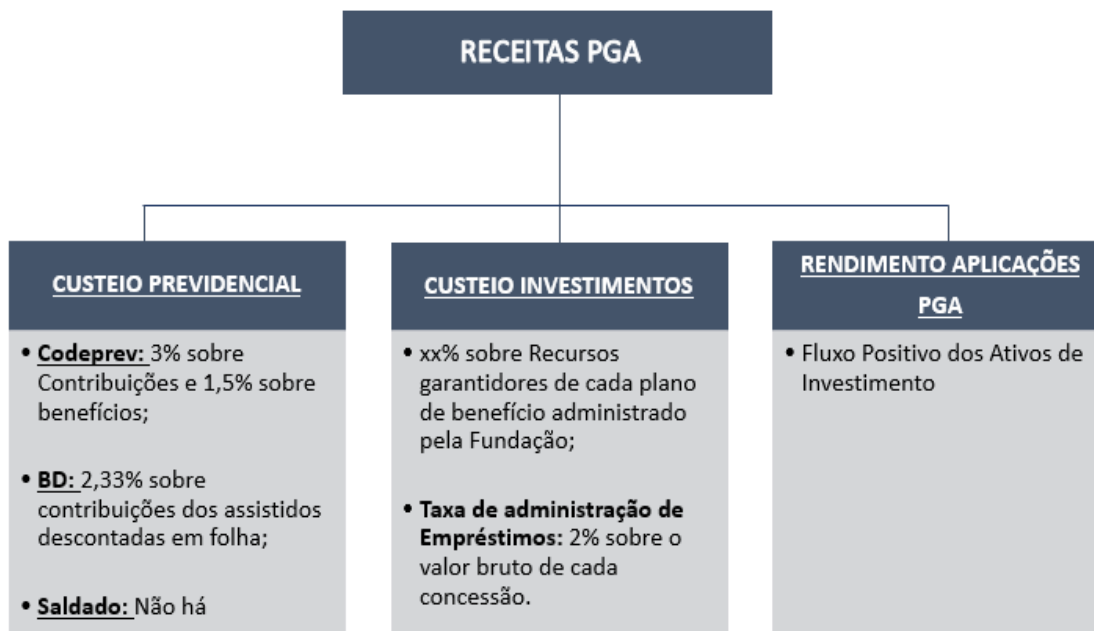 RECEITAS PGA
CUSTEIO PREVIDENCIAL
• Codeprev: 3% sobre
Contribuições e 1,5% sobre
benefícios;
• BD: 2,33% sobre
contribuições dos assistidos
descontadas em folha;
• Saldado: Não há
CUSTEIO INVESTIMENTOS
• xx% sobre Recursos
garantidores de cada plano
de benefício administrado
pela Fundação;
• Taxa de administração de
Empréstimos: 2% sobre o
valor bruto de cada
concessão.
RENDIMENTO APLICAÇÕES
PGA
• Fluxo Positivo dos Ativos de
Investimento